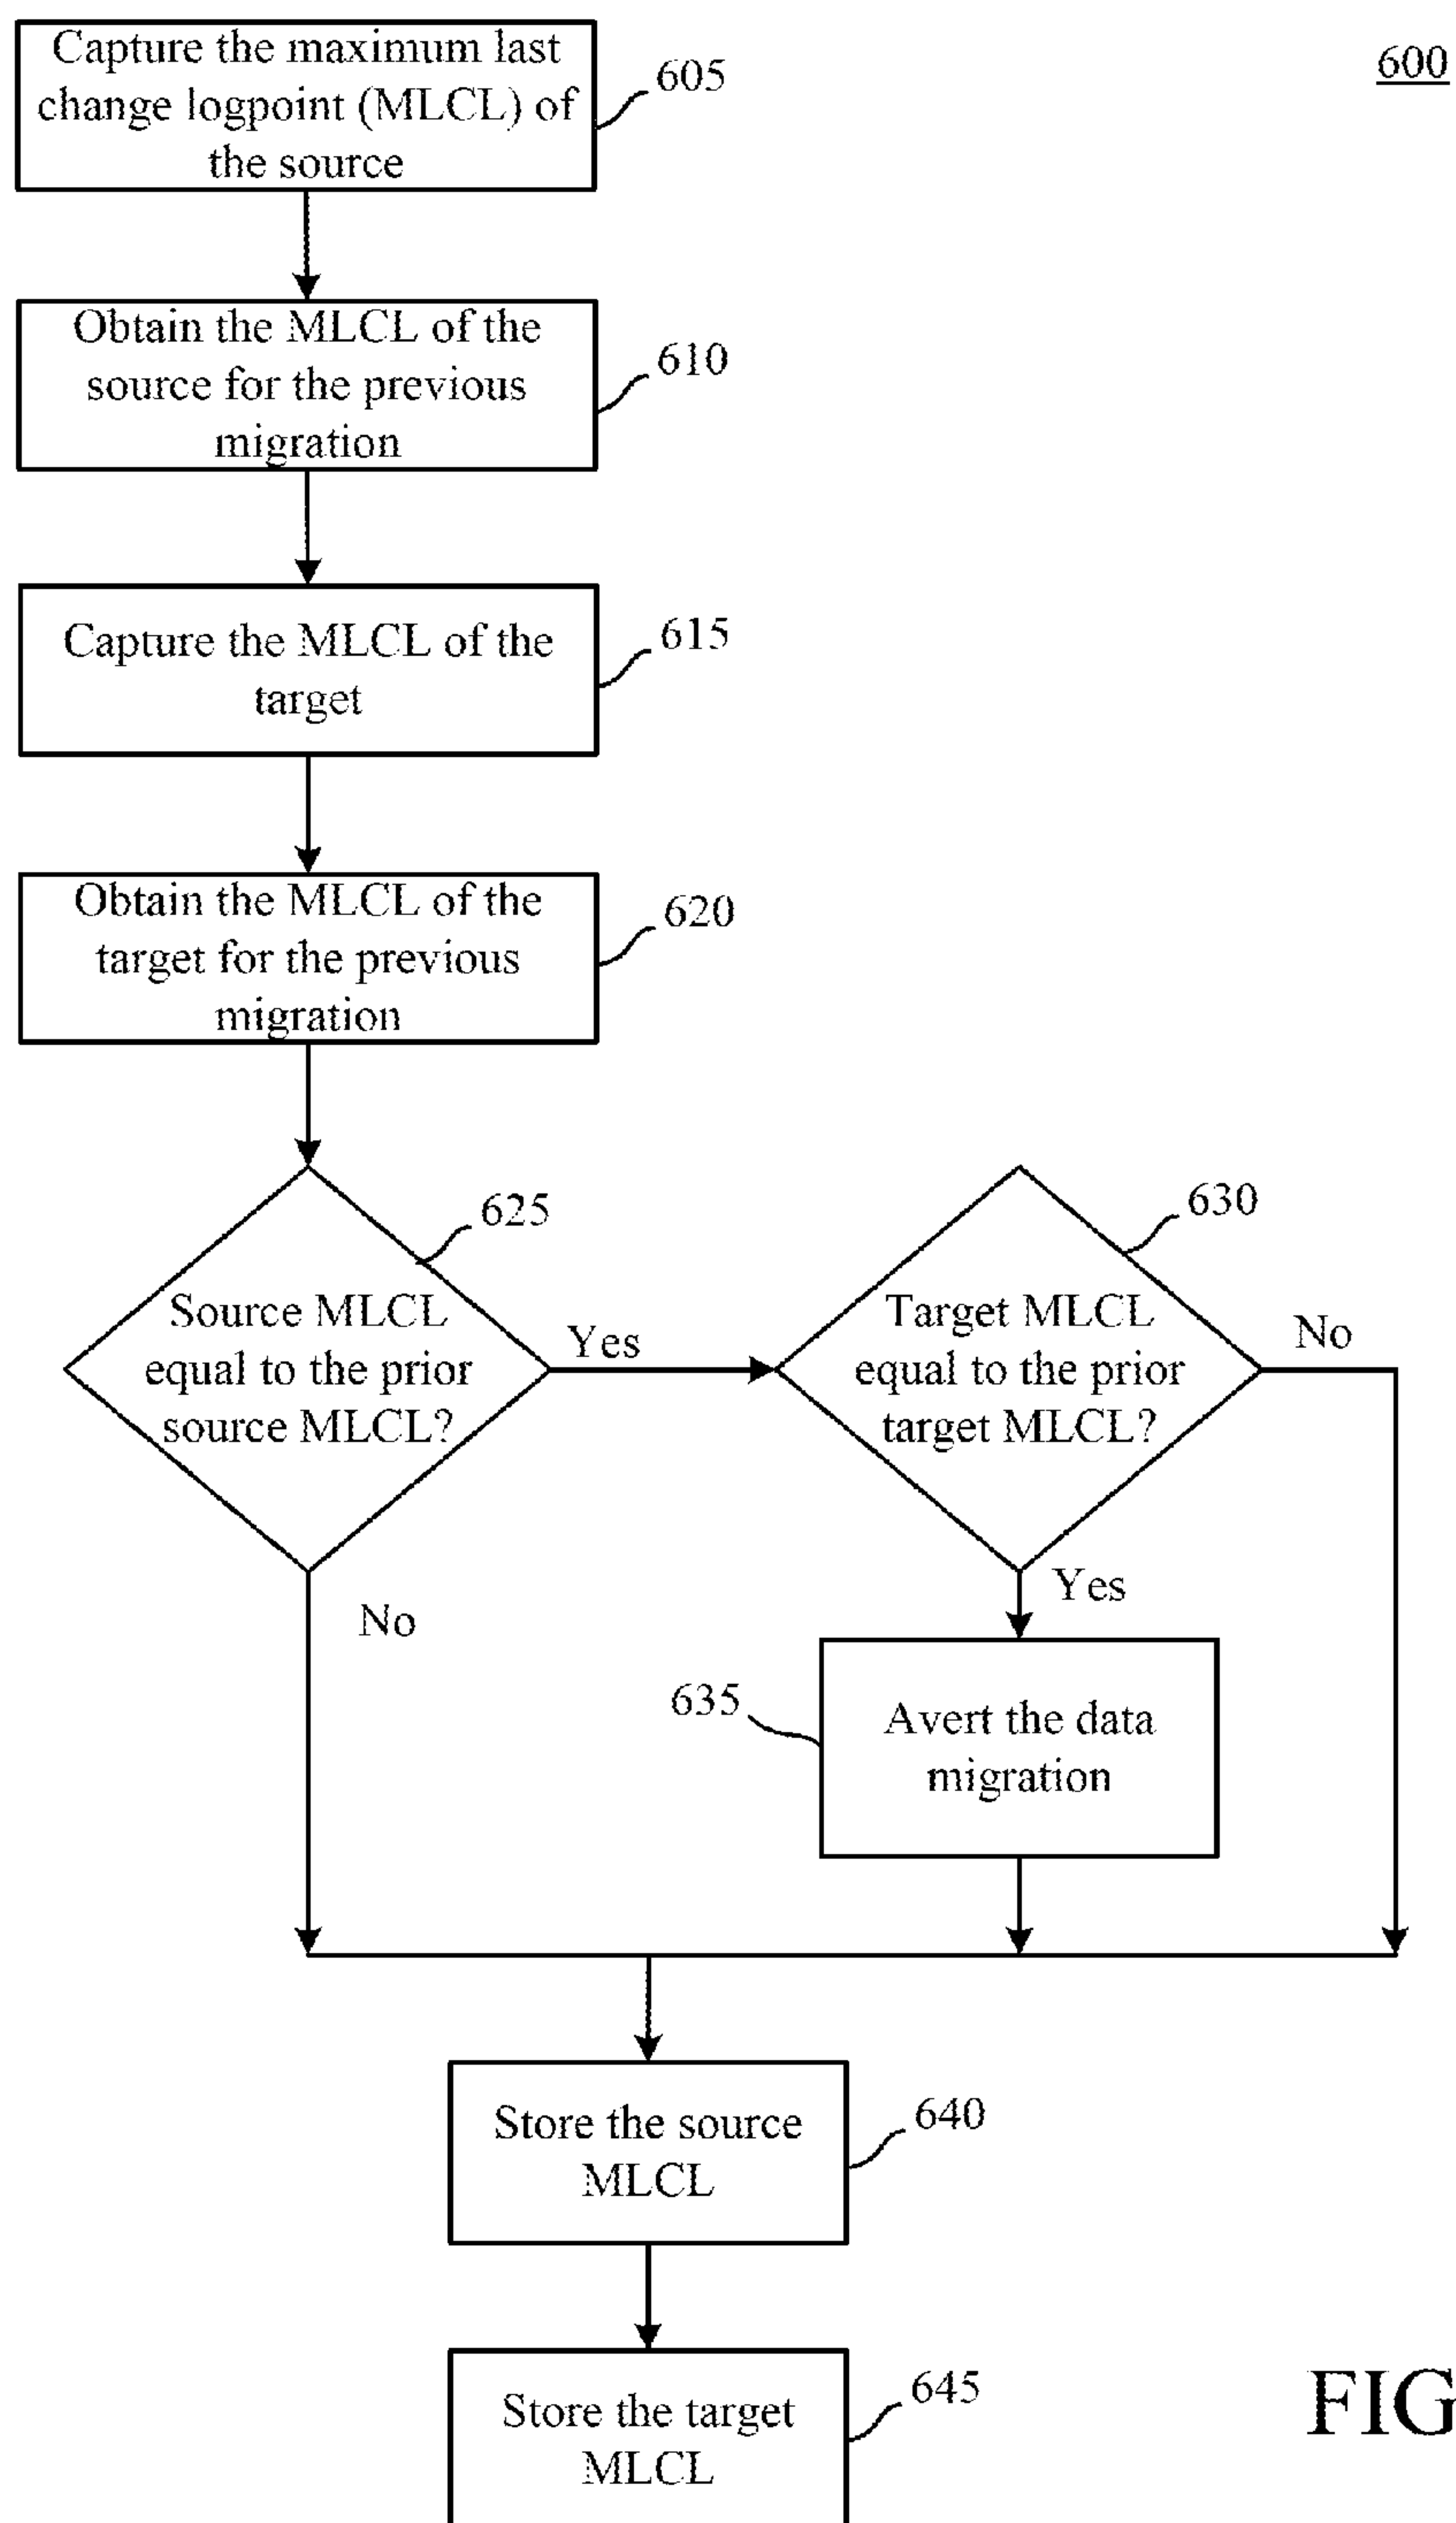 600
Capture the maximum last
change logpoint (MLCL) of
the source
605
Obtain the MLCL of the
source for the previous
migration
610
Capture the MLCL of the
target
615
Obtain the MLCL of the
target for the previous
migration
620
625
Source MLCL
equal to the prior
source MLCL?
Yes
No
630
Target MLCL
equal to the prior
target MLCL?
No
Yes
635
Avert the data
migration
Store the source
MLCL
640
Store the target
MLCL
645
FIG